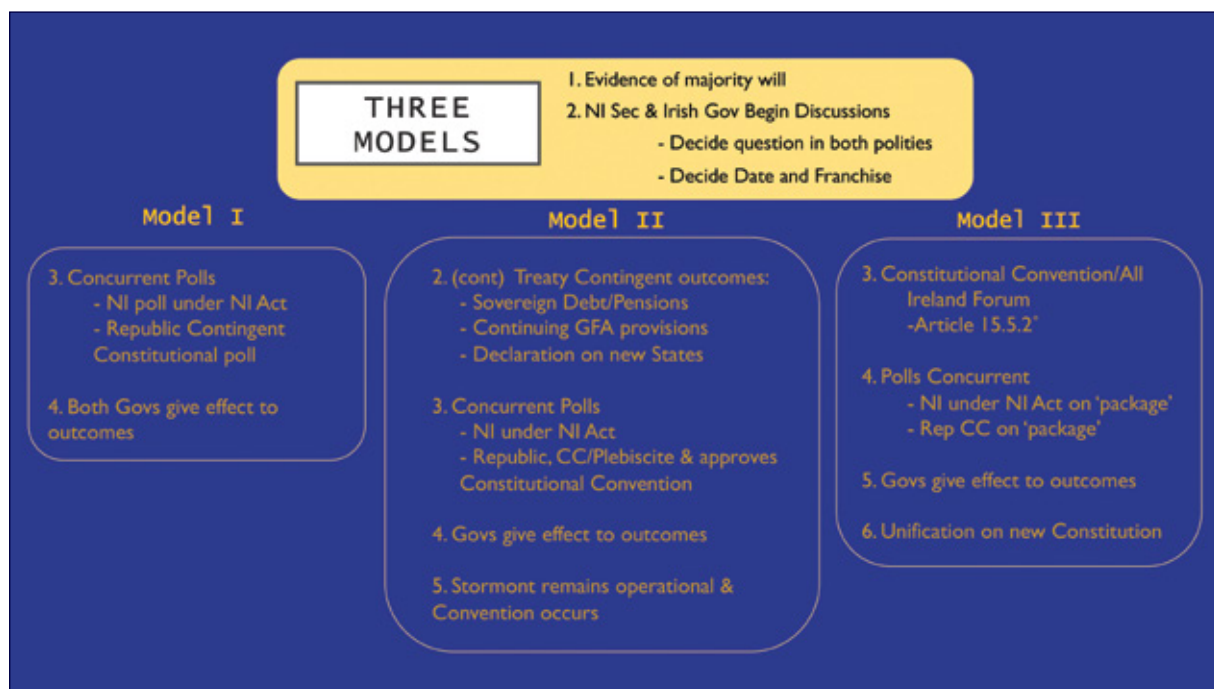 THREE
MODELS
1. Evidence of majority will
2. NI Sec & Irish Gov Begin Discussions
- Decide question in both polities
- Decide Date and Franchise
Model I
3. Concurrent Polls
- NI poll under NI Act
- Republic Contingent
Constitutional poll
4. Both Govs give effect to
outcomes
Model II
2. (cont) Treaty Contingent outcomes:
- Sovereign Debt/Pensions
- Continuing GFA provisions
- Declaration on new States
3. Concurrent Polls
- NI under NI Act
- Republic, CC/Plebiscite & approves
Constitutional Convention
4. Govs give effect to outcomes
5. Stormont remains operational &
Convention occurs
Model III
3. Constitutional Convention/All
Ireland Forum
-Article 15.5.2*
4. Polls Concurrent
- NI under NI Act on ‘package’
- Rep CC on ‘package’
5. Govs give effect to outcomes
6. Unification on new Constitution